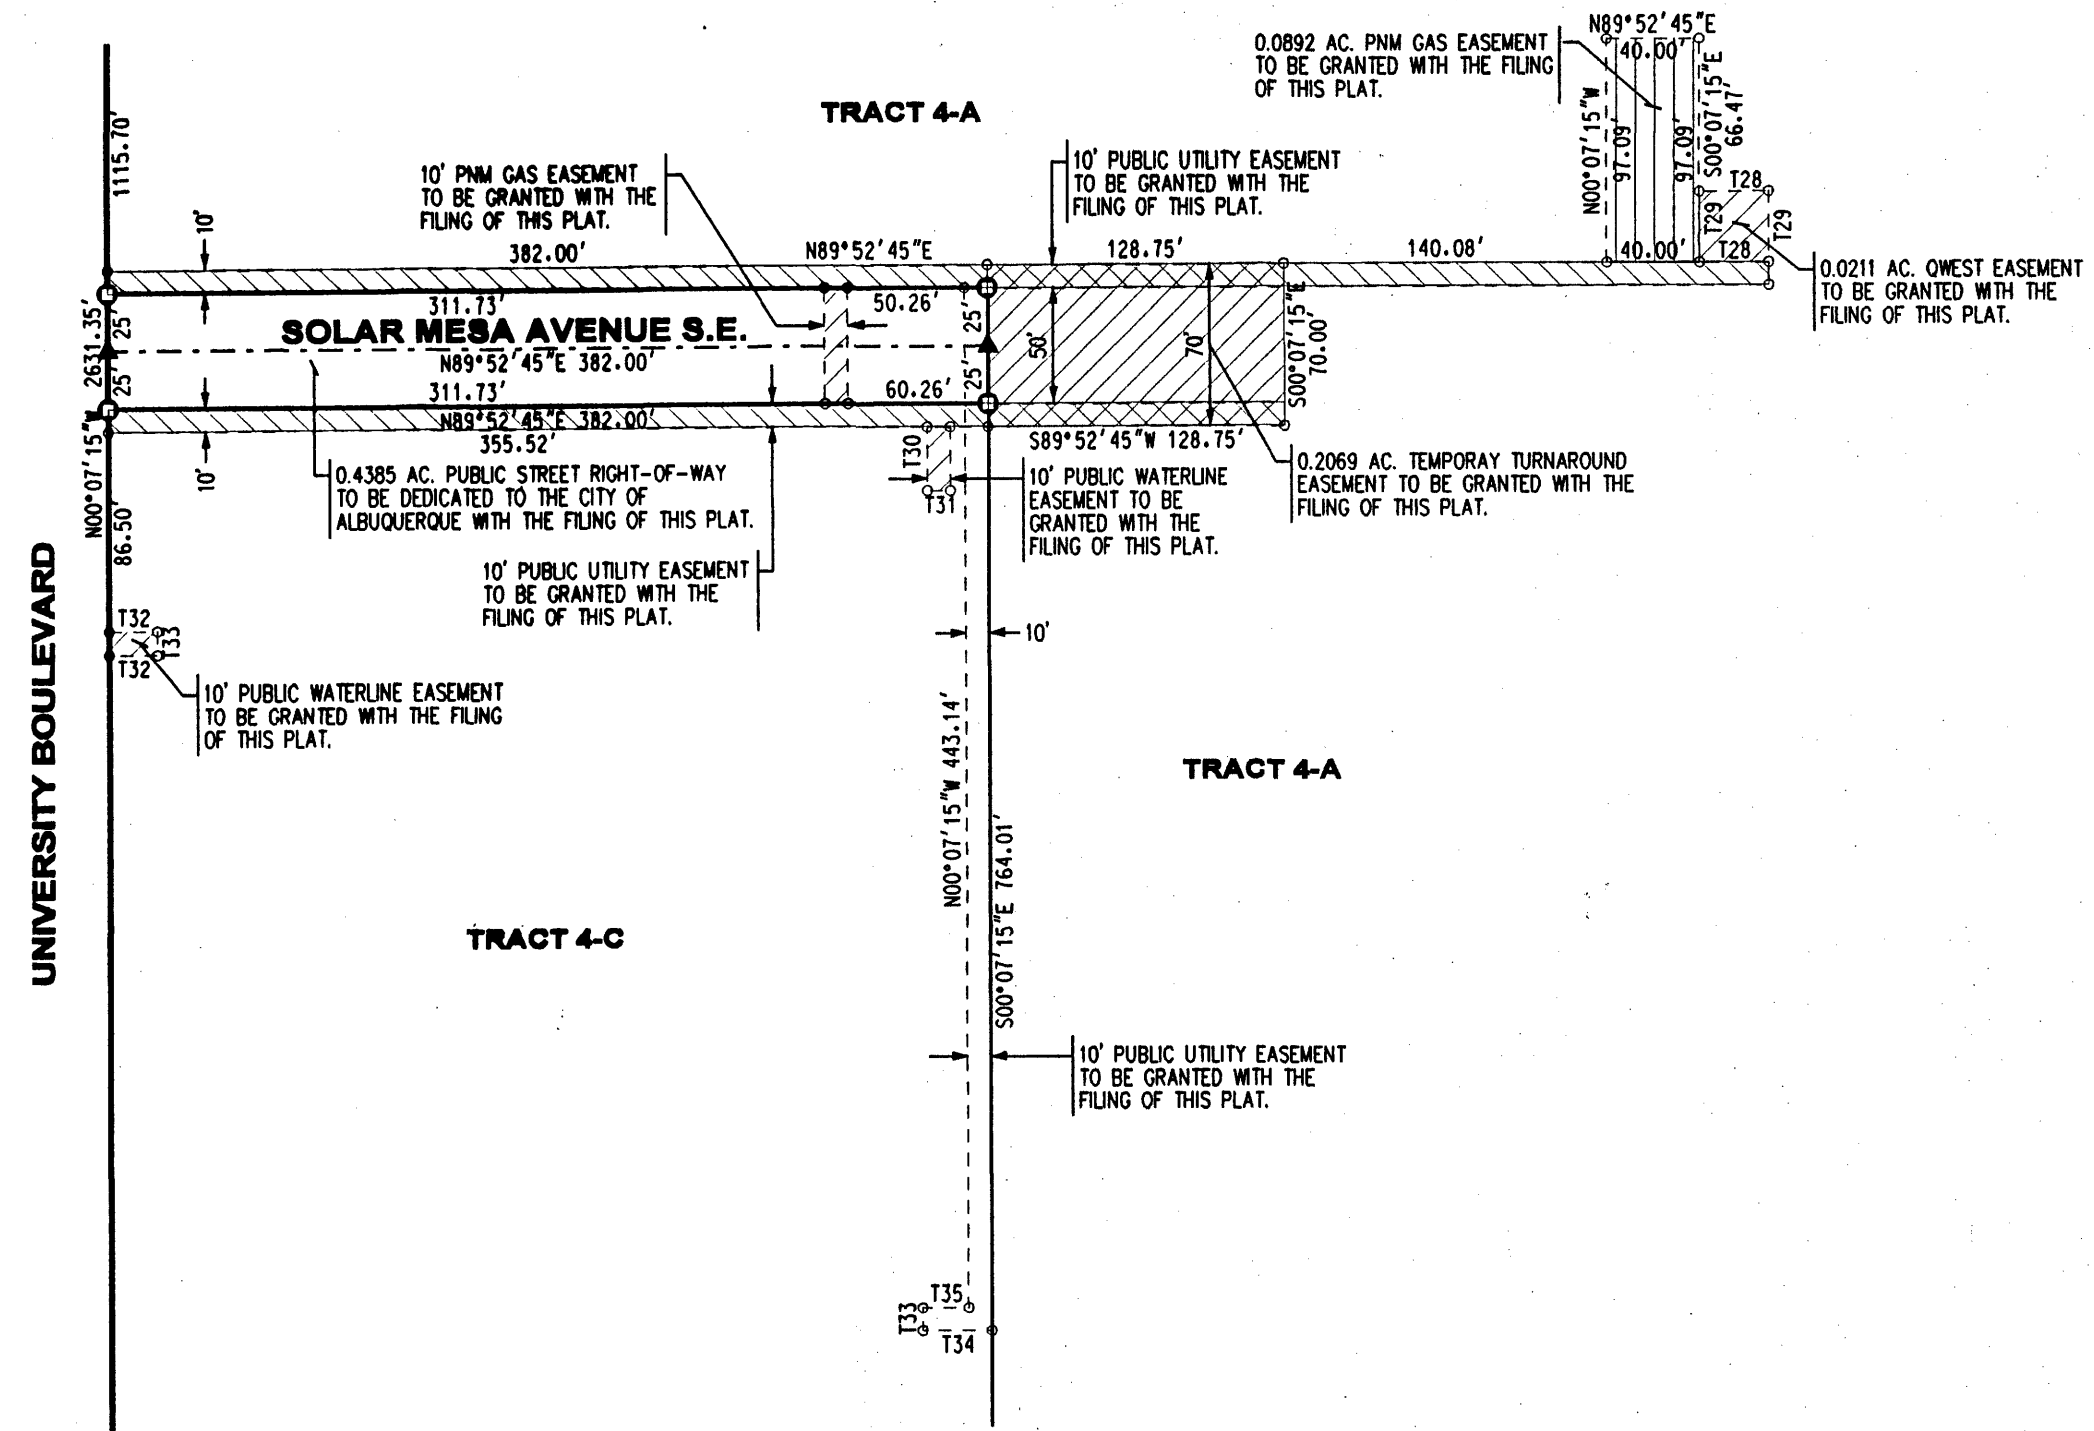 N89°52'45"E
40.00'
0.0892 AC. PNM GAS EASEMENT
TO BE GRANTED WITH THE FILING
OF THIS PLAT.
N00°07'15"W
97.09'
97.09'
S00°07'15"E
66.47'
TRACT 4-A
1115.70'
10' PNM GAS EASEMENT
TO BE GRANTED WITH THE
FILING OF THIS PLAT.
10' PUBLIC UTILITY EASEMENT
TO BE GRANTED WITH THE
FILING OF THIS PLAT.
T28
T29
T29
10'
382.00'
N89°52'45"E
128.75'
140.08'
40.00'
T28
0.0211 AC. QWEST EASEMENT
TO BE GRANTED WITH THE
FILING OF THIS PLAT.
2631.35'
25'
311.73'
50.26'
25'
SOLAR MESA AVENUE S.E.
N89°52'45"E 382.00'
50'
70'
S00°07'15"E
70.00'
25'
311.73'
60.26'
25'
N89°52'45"E 382.00'
355.52'
S89°52'45"W 128.75'
N00°07'15"W
10'
T30
T31
0.4385 AC. PUBLIC STREET RIGHT-OF-WAY
TO BE DEDICATED TO THE CITY OF
ALBUQUERQUE WITH THE FILING OF THIS PLAT.
10' PUBLIC WATERLINE
EASEMENT TO BE
GRANTED WITH THE
FILING OF THIS PLAT.
0.2069 AC. TEMPORAY TURNAROUND
EASEMENT TO BE GRANTED WITH THE
FILING OF THIS PLAT.
86.50'
10' PUBLIC UTILITY EASEMENT
TO BE GRANTED WITH THE
FILING OF THIS PLAT.
T32
T33
T32
10'
10' PUBLIC WATERLINE EASEMENT
TO BE GRANTED WITH THE FILING
OF THIS PLAT.
UNIVERSITY BOULEVARD
N00°07'15"W 443.14'
TRACT 4-A
S00°07'15"E 764.01'
TRACT 4-C
10' PUBLIC UTILITY EASEMENT
TO BE GRANTED WITH THE
FILING OF THIS PLAT.
T35
T33
T34